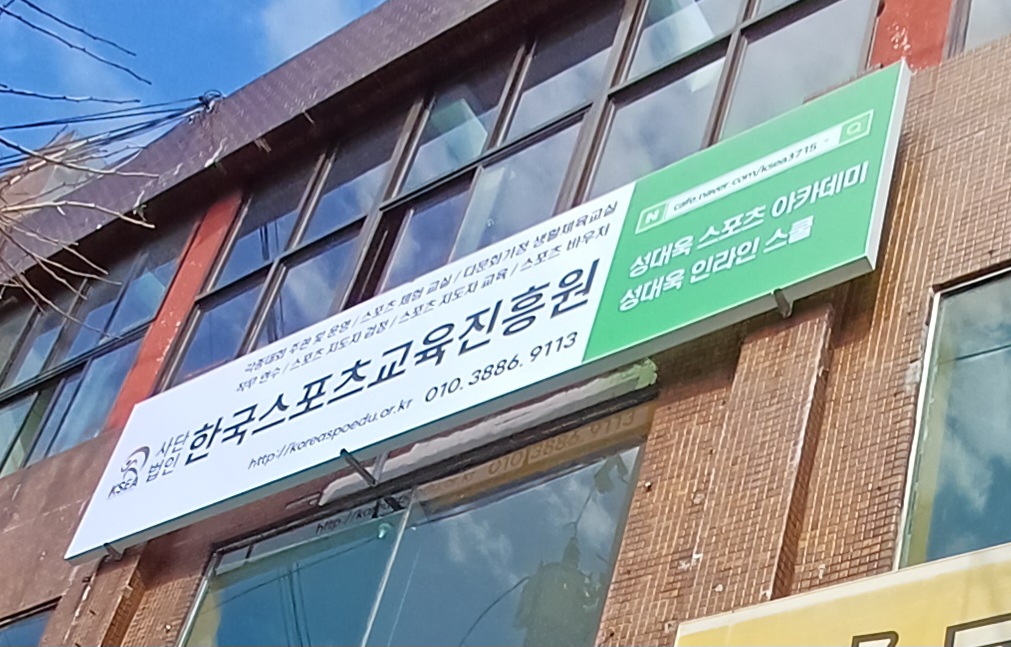 각종대회 주관 및 운영 / 스포츠 체험 교실 / 다문화가정 생활체육교실
직무 연수 / 스포츠 지도자 검정 / 스포츠 지도자 교육 / 스포츠 바우처
KSEA
사단법인 한국스포츠교육진흥원
http://koreaspoedu.or.kr 010. 3886. 9113
N cafe.naver.com/ksea3715
성대욱 스포츠 아카데미
성대욱 인라인 스쿨
010 3886 9113